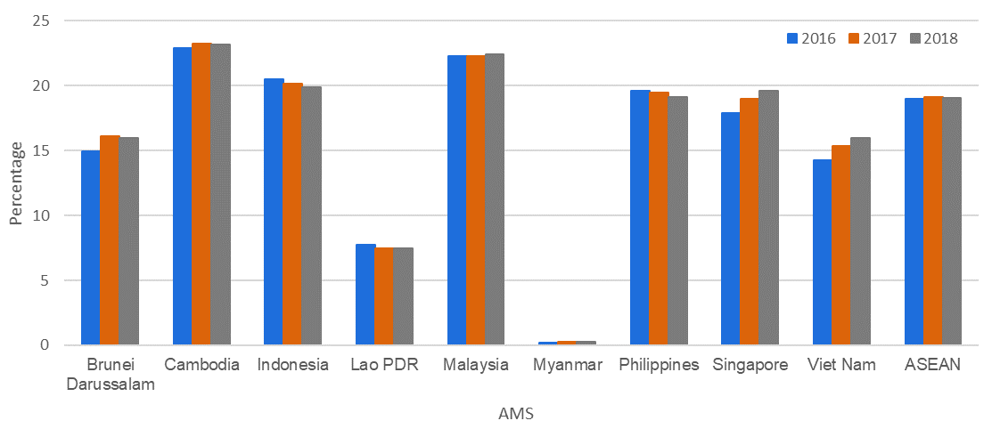 25
20
15
10
5
0
Percentage
2016 2017 2018
Brunei Darussalam
Cambodia
Indonesia
Lao PDR
Malaysia
Myanmar
Philippines
Singapore
Viet Nam
ASEAN
AMS